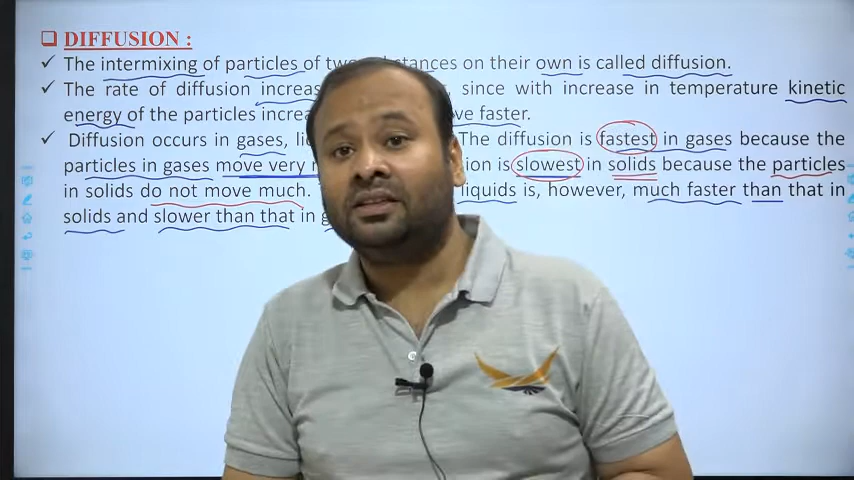 DIFFUSION :
✓ The intermixing of particles of two substances on their own is called diffusion.
✓ The rate of diffusion increas , since with increase in temperature kinetic
energy of the particles increa ve faster.
✓ Diffusion occurs in gases, li The diffusion is fastest in gases because the
particles in gases move very ion is slowest in solids because the particles
in solids do not move much. liquids is, however, much faster than that in
solids and slower than that in g